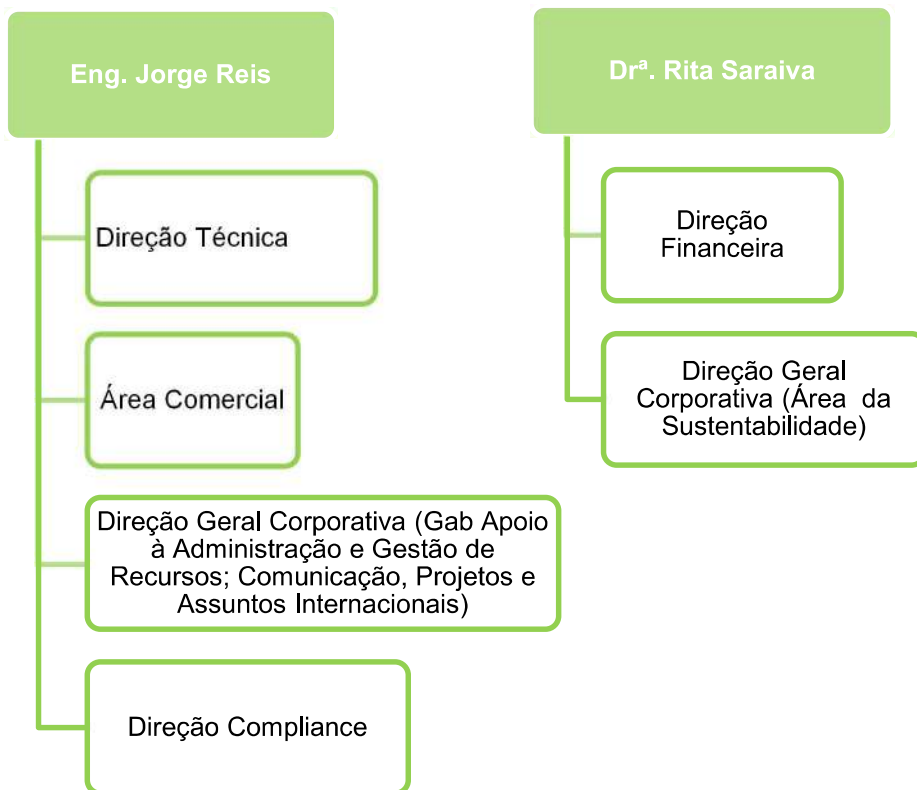 Eng. Jorge Reis
Direção Técnica
Área Comercial
Direção Geral Corporativa (Gab Apoio
à Administração e Gestão de
Recursos; Comunicação, Projetos e
Assuntos Internacionais)
Direção Compliance
Drª. Rita Saraiva
Direção
Financeira
Direção Geral
Corporativa (Área da
Sustentabilidade)